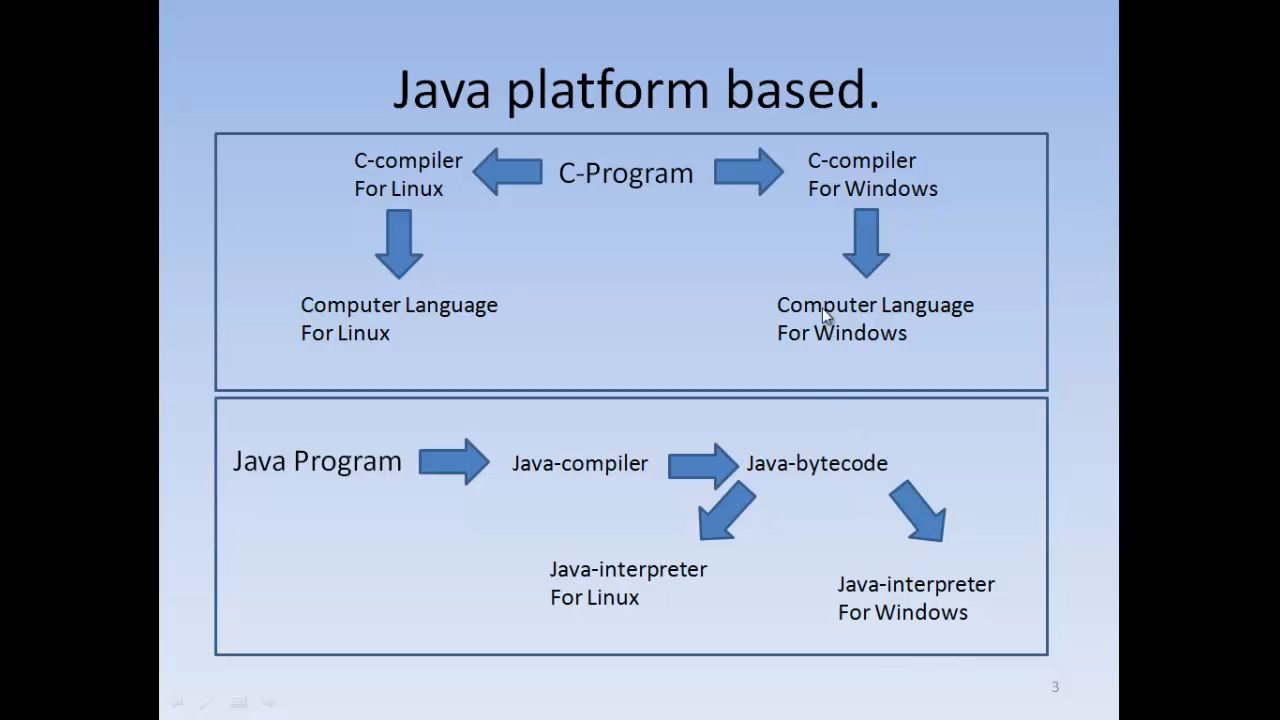 Java platform based.
C-compiler
For Linux
C-Program
C-compiler
For Windows
Computer Language
For Linux
Computer Language
For Windows
Java Program
Java-compiler
Java-bytecode
Java-interpreter
For Linux
Java-interpreter
For Windows
3